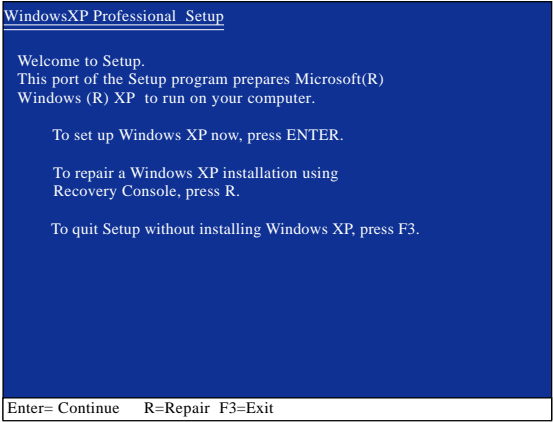 WindowsXP Professional Setup
Welcome to Setup.
This port of the Setup program prepares Microsoft(R)
Windows (R) XP to run on your computer.
To set up Windows XP now, press ENTER.
To repair a Windows XP installation using
Recovery Console, press R.
To quit Setup without installing Windows XP, press F3.
Enter= Continue R=Repair F3=Exit